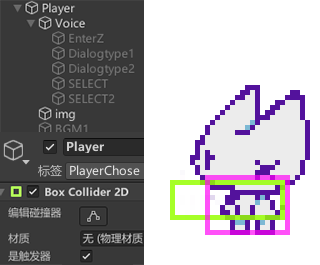 Player
Voice
EnterZ
Dialogtype1
Dialogtype2
SELECT
SELECT2
img
BGM1
Player
标签 PlayerChose
Box Collider 2D
编辑碰撞器
材质 无 (物理材质
是触发器